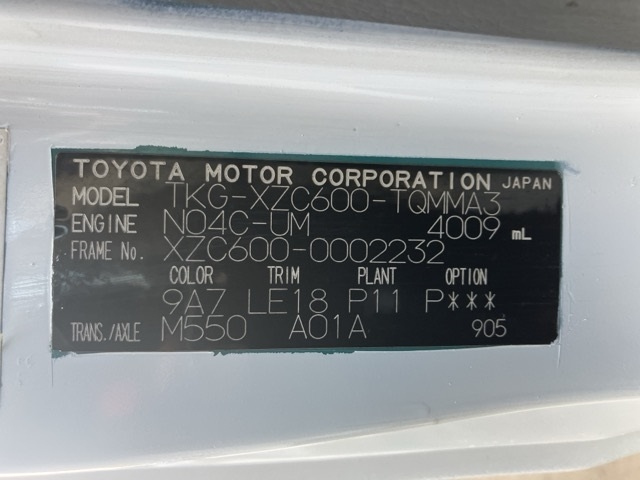 TOYOTA MOTOR CORPORATION JAPAN
MODEL TKG-XZC600-TQMMA3
ENGINE N04C-UM 4009 mL
FRAME No. XZC600-0002232
COLOR TRIM PLANT OPTION
9A7 LE18 P11 P***
TRANS./AXLE M550 A01A 905